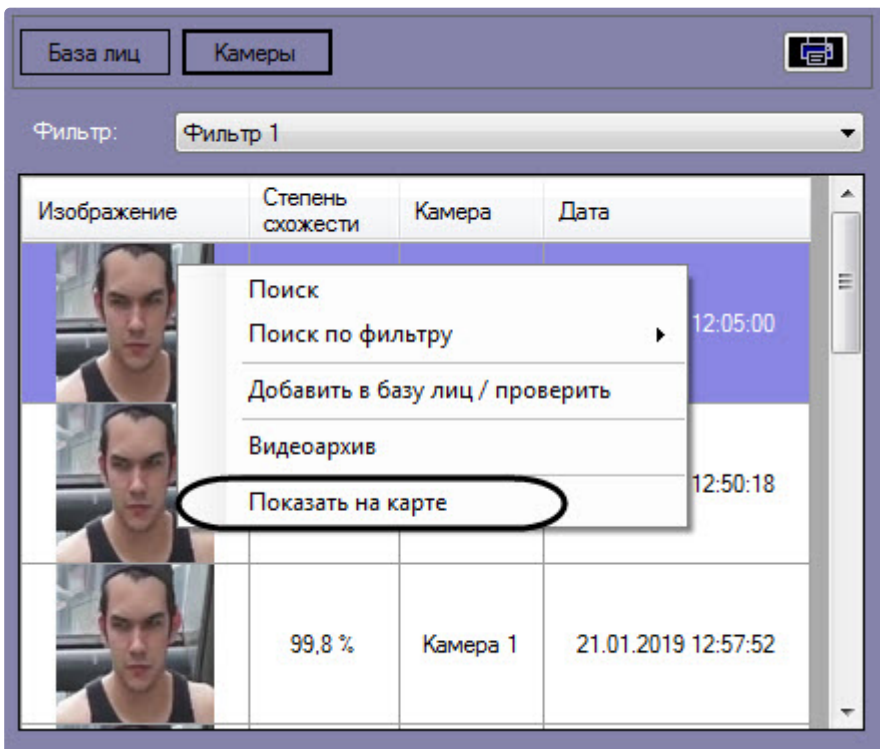 База лиц
Камеры
Фильтр:
Фильтр 1
Изображение
Степень
схожести
Камера
Дата
12:05:00
Поиск
Поиск по фильтру
Добавить в базу лиц / проверить
Видеоархив
Показать на карте
12:50:18
99,8 %
Камера 1
21.01.2019 12:57:52